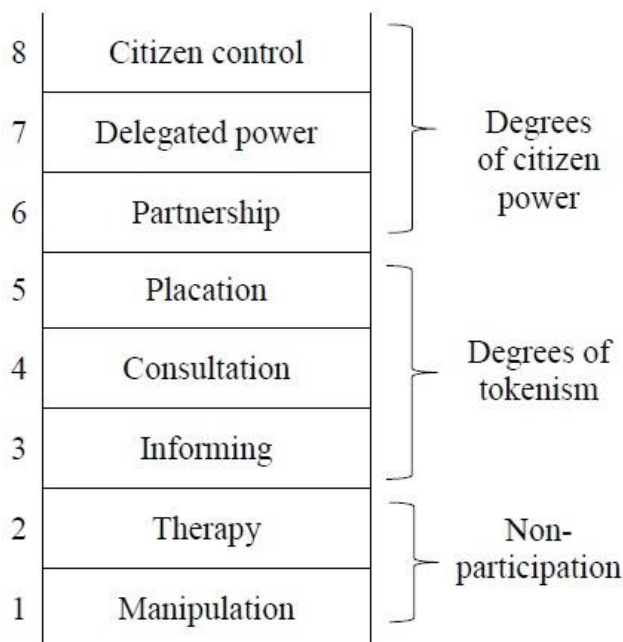 8 Citizen control
7 Delegated power
6 Partnership
Degrees
of citizen
power
5 Placation
4 Consultation
3 Informing
Degrees of
tokenism
2 Therapy
1 Manipulation
Non-
participation